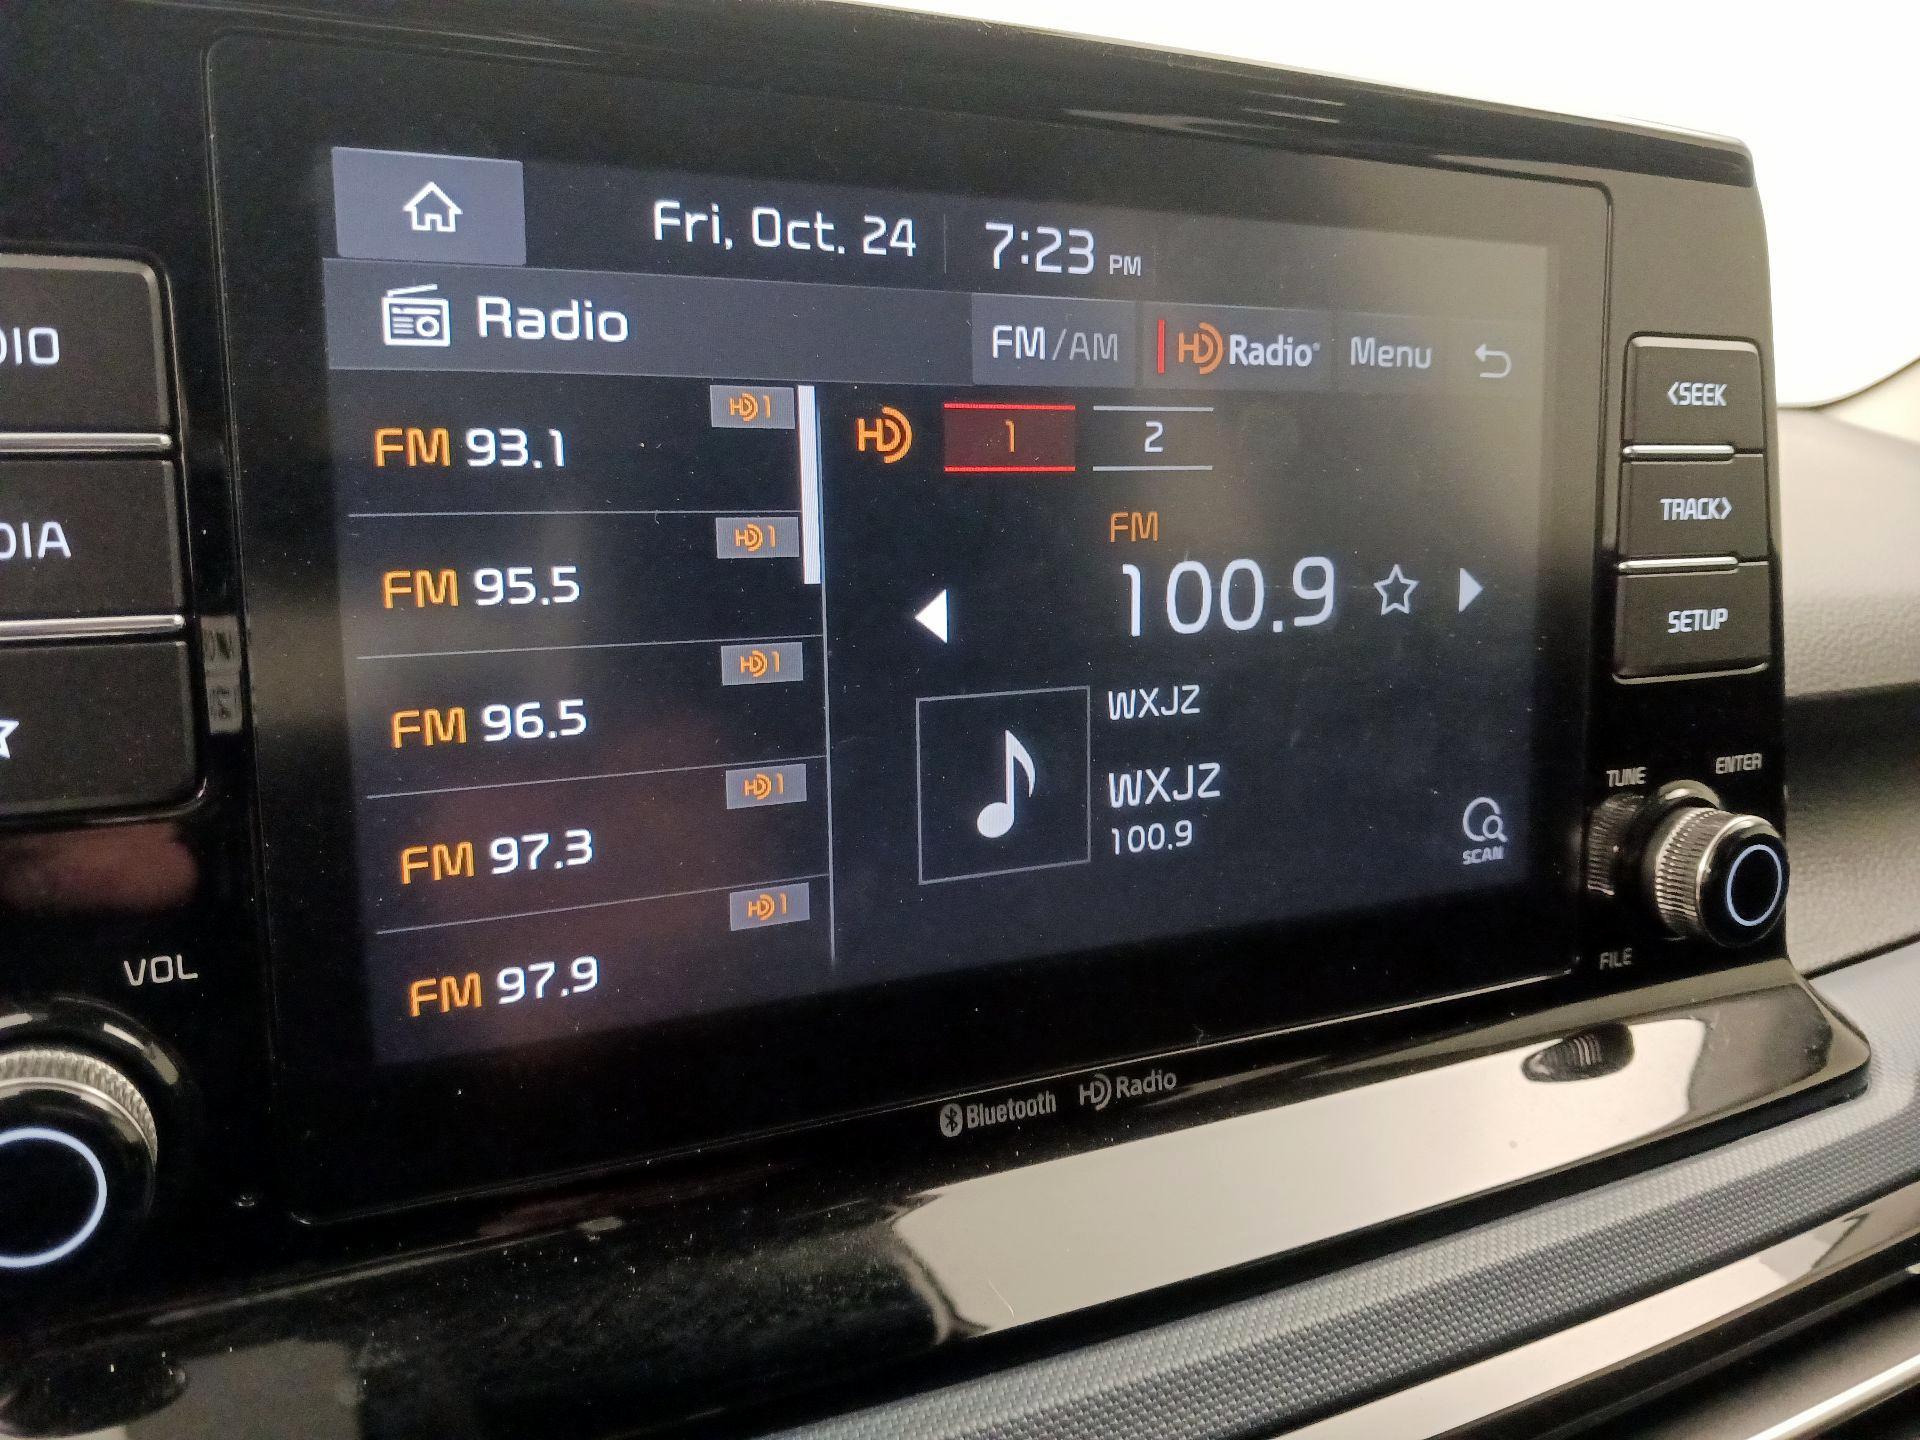 Fri, Oct. 24 7:23 PM
Radio FM/AM HD Radio® Menu
HD1
FM 93.1
HD1
FM 95.5
HD1
FM 96.5
HD1
FM 97.3
HD1
FM 97.9
HD 1 2
FM
100.9
WXJZ
WXJZ
100.9
SCAN
DIO
DIA
VOL
<SEEK
TRACK>
SETUP
TUNE ENTER
FILE
Bluetooth HD Radio